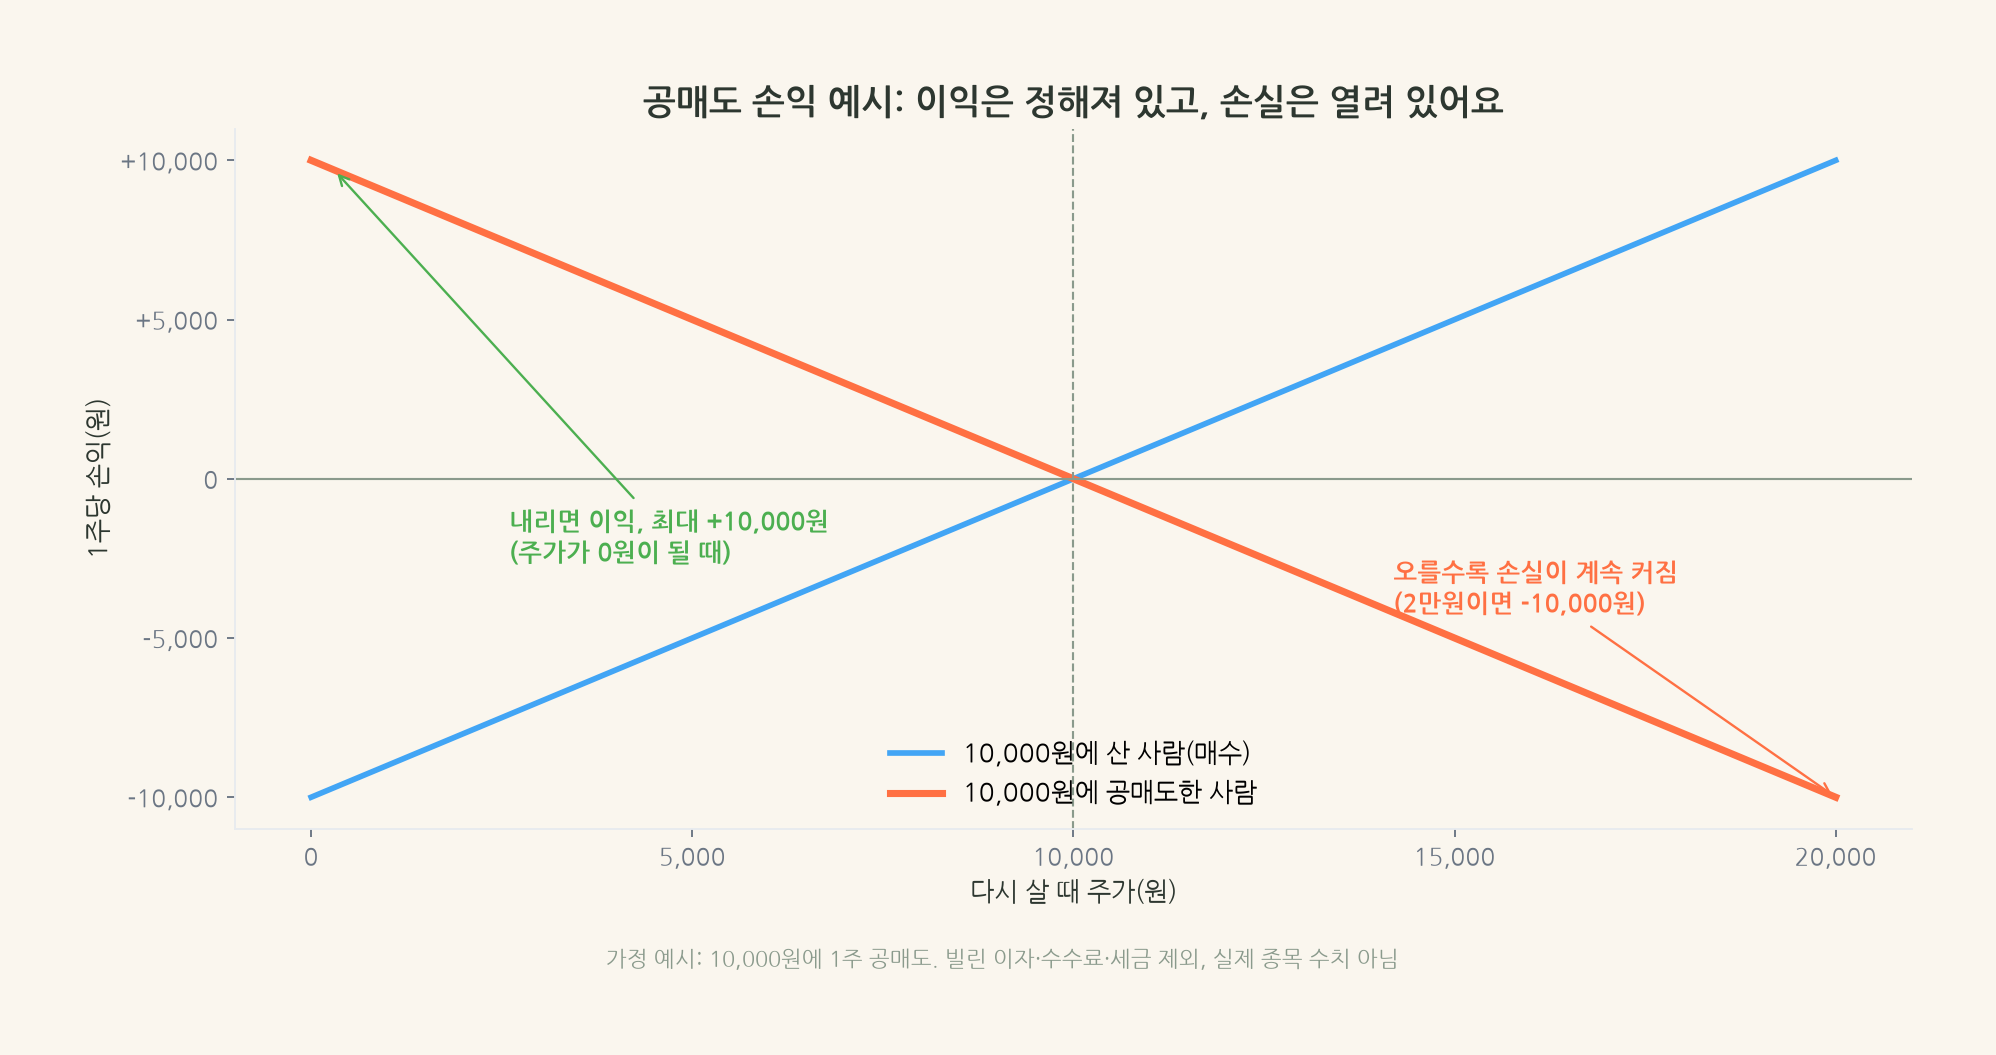 공매도 손익 예시: 이익은 정해져 있고, 손실은 열려 있어요
+10,000
+5,000
0
-5,000
-10,000
1주당 손익(원)
내리면 이익, 최대 +10,000원
(주가가 0원이 될 때)
오를수록 손실이 계속 커짐
(2만원이면 -10,000원)
10,000원에 산 사람(매수)
10,000원에 공매도한 사람
0
5,000
10,000
15,000
20,000
다시 살 때 주가(원)
가정 예시: 10,000원에 1주 공매도. 빌린 이자·수수료·세금 제외, 실제 종목 수치 아님